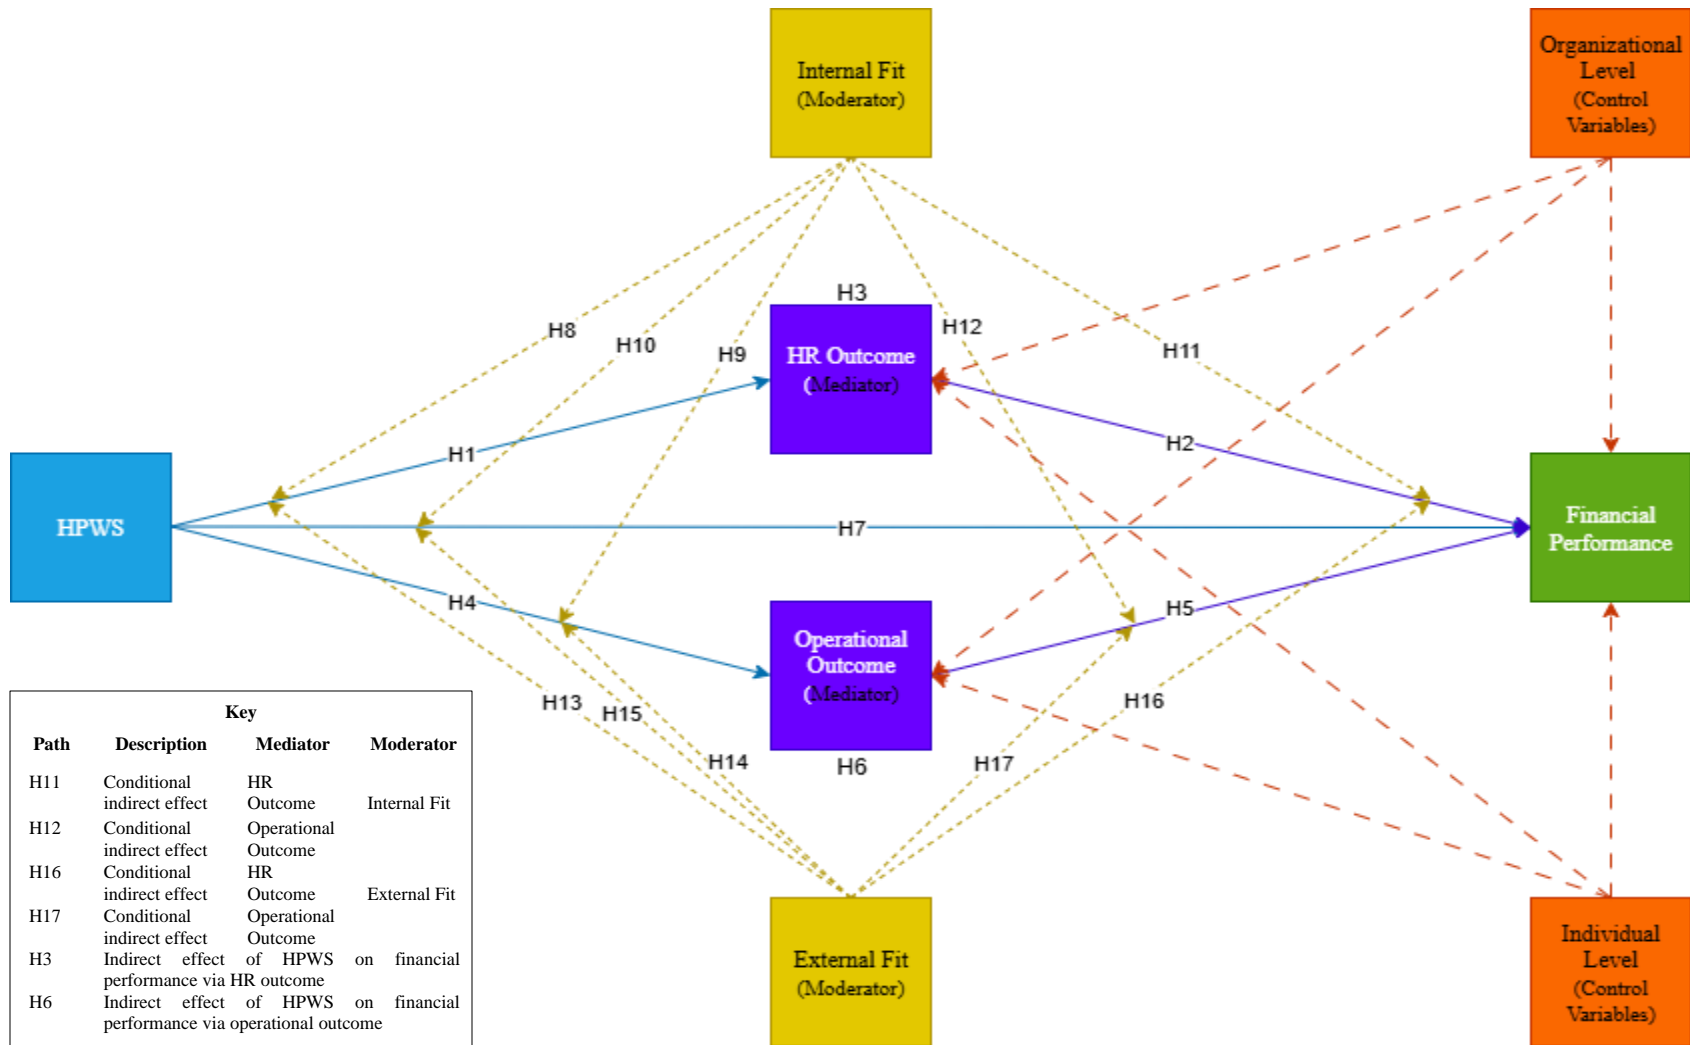 Internal Fit
(Moderator)
Organizational
Level
(Control
Variables)
H3
H8
H10
H9
H12
H11
HR Outcome
(Mediator)
H1
H2
HPWS
H7
Financial
Performance
H4
H5
Operational
Outcome
(Mediator)
H6
H13
H15
H14
H17
H16
External Fit
(Moderator)
Individual
Level
(Control
Variables)
Key
Path Description Mediator Moderator
H11 Conditional HR
indirect effect Outcome Internal Fit
H12 Conditional Operational
indirect effect Outcome
H16 Conditional HR
indirect effect Outcome External Fit
H17 Conditional Operational
indirect effect Outcome
H3 Indirect effect of HPWS on financial
performance via HR outcome
H6 Indirect effect of HPWS on financial
performance via operational outcome